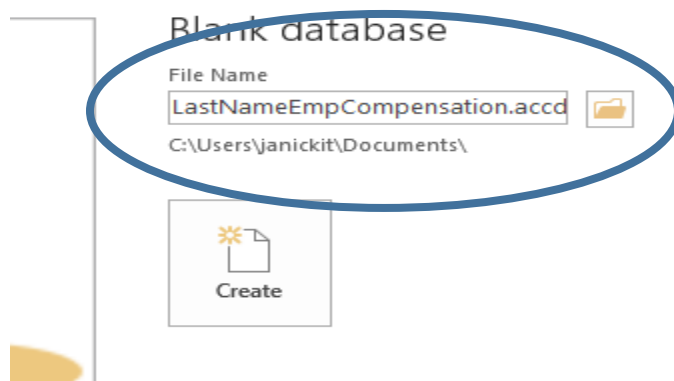 Blank database
File Name
LastNameEmpCompensation.accd
C:\Users\janickit\Documents\
Create